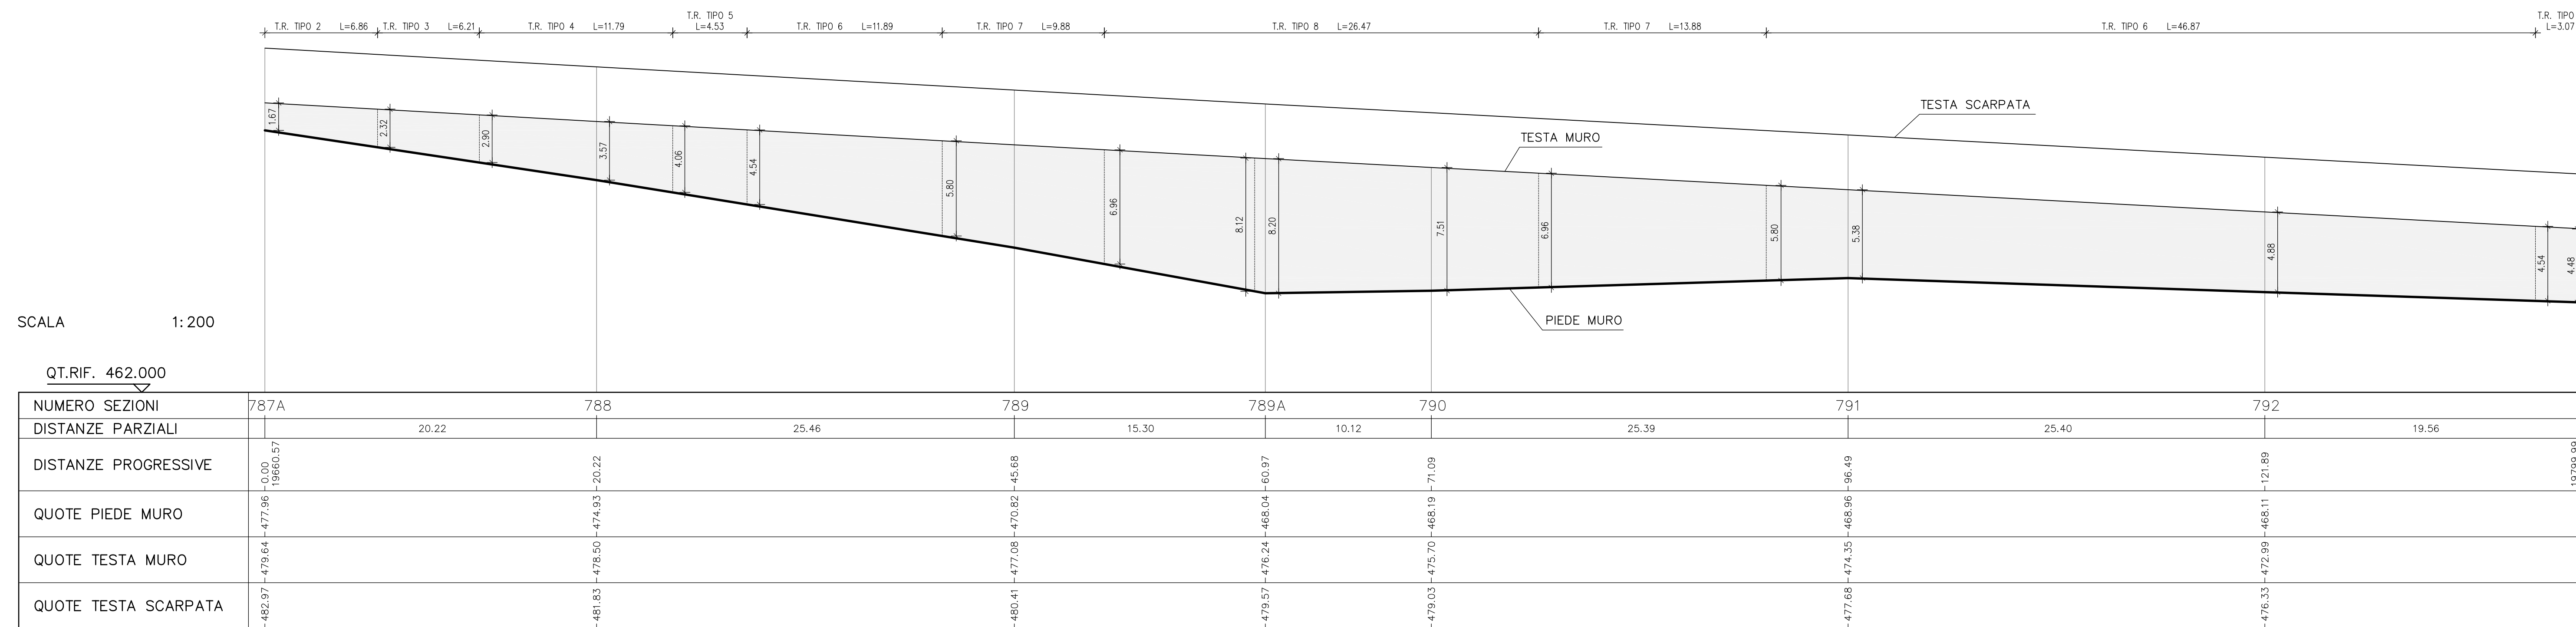 T.R. TIPO 5
T.R. TIPO
T.R. TIPO 2 L=6.86 T.R. TIPO 3 L=6.21 T.R. TIPO 4 L=11.79 L=4.53 T.R. TIPO 6 L=11.89 T.R. TIPO 7 L=9.88 T.R. TIPO 8 L=26.47 T.R. TIPO 7 L=13.88 T.R. TIPO 6 L=46.87 L=3.07
TESTA SCARPATA
TESTA MURO
1.67 2.32 2.90 3.57 4.06 4.54 5.80 6.96 8.12 8.20 7.51 6.96 5.80 5.38 4.88 4.54 4.48
PIEDE MURO
SCALA 1:200
QT.RIF. 462.000
NUMERO SEZIONI 787A 788 789 789A 790 791 792
DISTANZE PARZIALI 20.22 25.46 15.30 10.12 25.39 25.40 19.56
DISTANZE PROGRESSIVE 0.00 19660.57 20.22 45.68 60.97 71.09 96.49 121.89 19799.99
QUOTE PIEDE MURO 477.96 474.93 470.82 468.04 468.19 468.96 468.11
QUOTE TESTA MURO 479.64 478.50 477.08 476.24 475.70 474.35 472.99
QUOTE TESTA SCARPATA 482.97 481.83 480.41 479.57 479.03 477.68 476.33